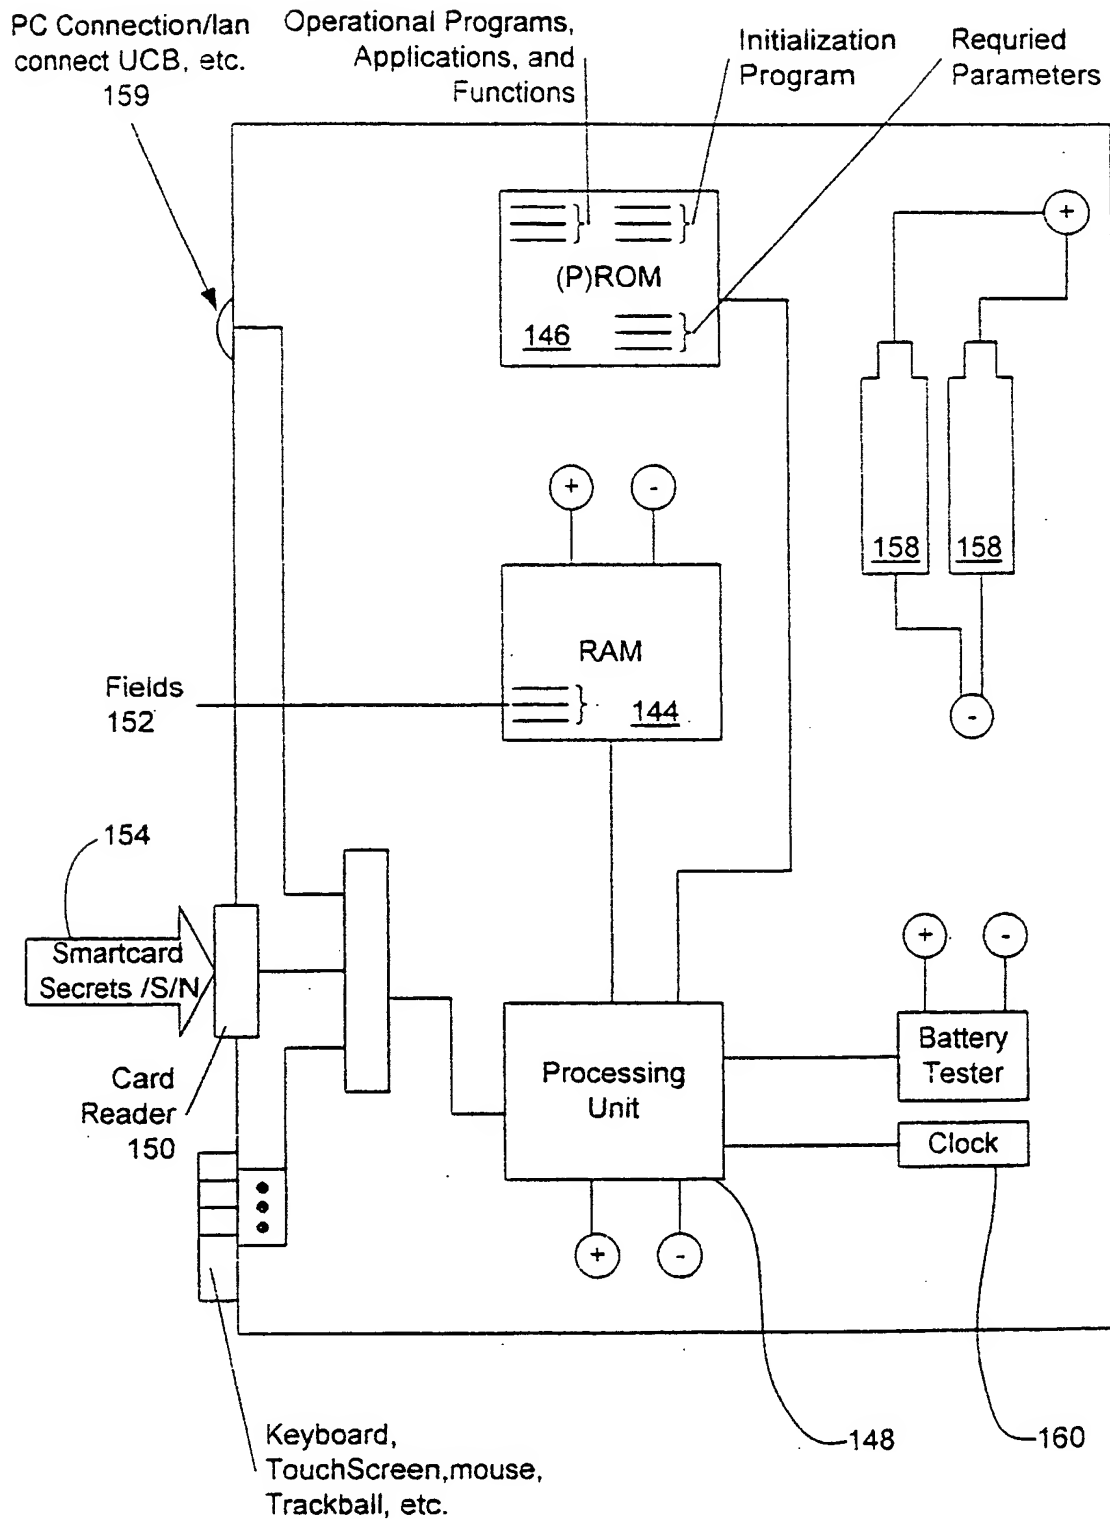 PC Connection/lan
connect UCB, etc.
159
Operational Programs,
Applications, and
Functions
Initialization
Program
Requried
Parameters
+
(P)ROM
146
+
-
158
158
RAM
Fields
152
144
-
154
Smartcard
Secrets /S/N
+
-
Battery
Tester
Processing
Unit
Card
Reader
150
Clock
+
-
148
160
Keyboard,
TouchScreen,mouse,
Trackball, etc.